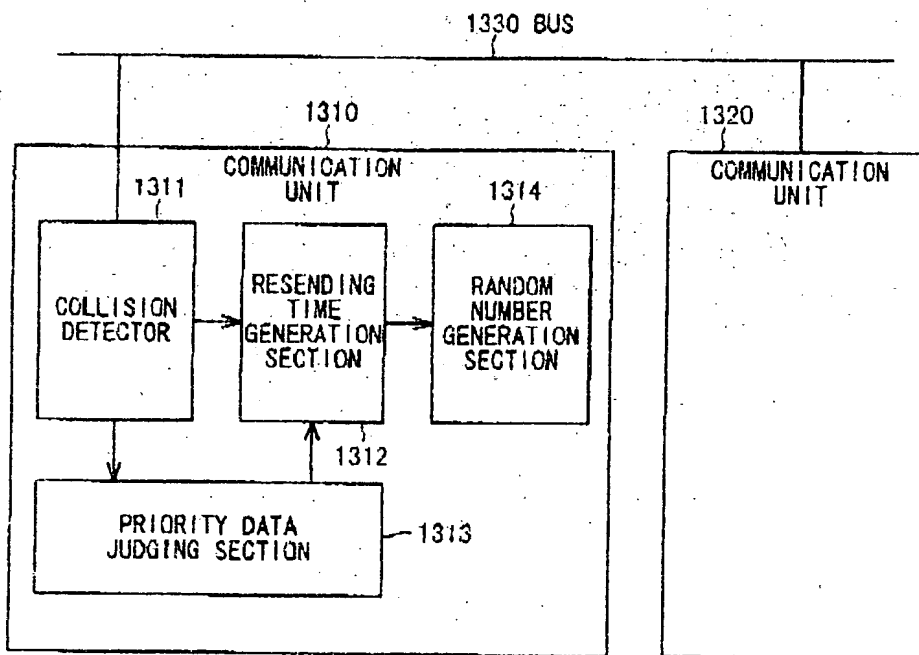 1330 BUS
1310
1320
COMMUNICATION
UNIT
COMMUNICATION
UNIT
1311
1314
COLLISION
DETECTOR
RESENDING
TIME
GENERATION
SECTION
RANDOM
NUMBER
GENERATION
SECTION
1312
PRIORITY DATA
JUDGING SECTION
1313